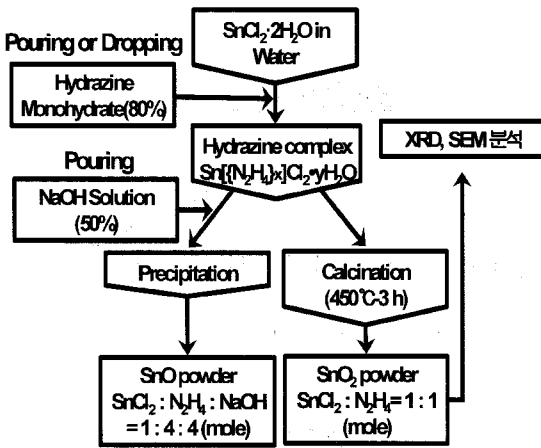 Pouring or Dropping
SnCl₂·2H₂O in
Water
Hydrazine
Monohydrate(80%)
Hydrazine complex
Sn[{N₂H₄}x]Cl₂•yH₂O
XRD, SEM 분석
Pouring
NaOH Solution
(50%)
Precipitation
Calcination
(450℃-3 h)
SnO powder
SnCl₂ : N₂H₄ : NaOH
= 1 : 4 : 4 (mole)
SnO₂ powder
SnCl₂ : N₂H₄= 1 : 1
(mole)